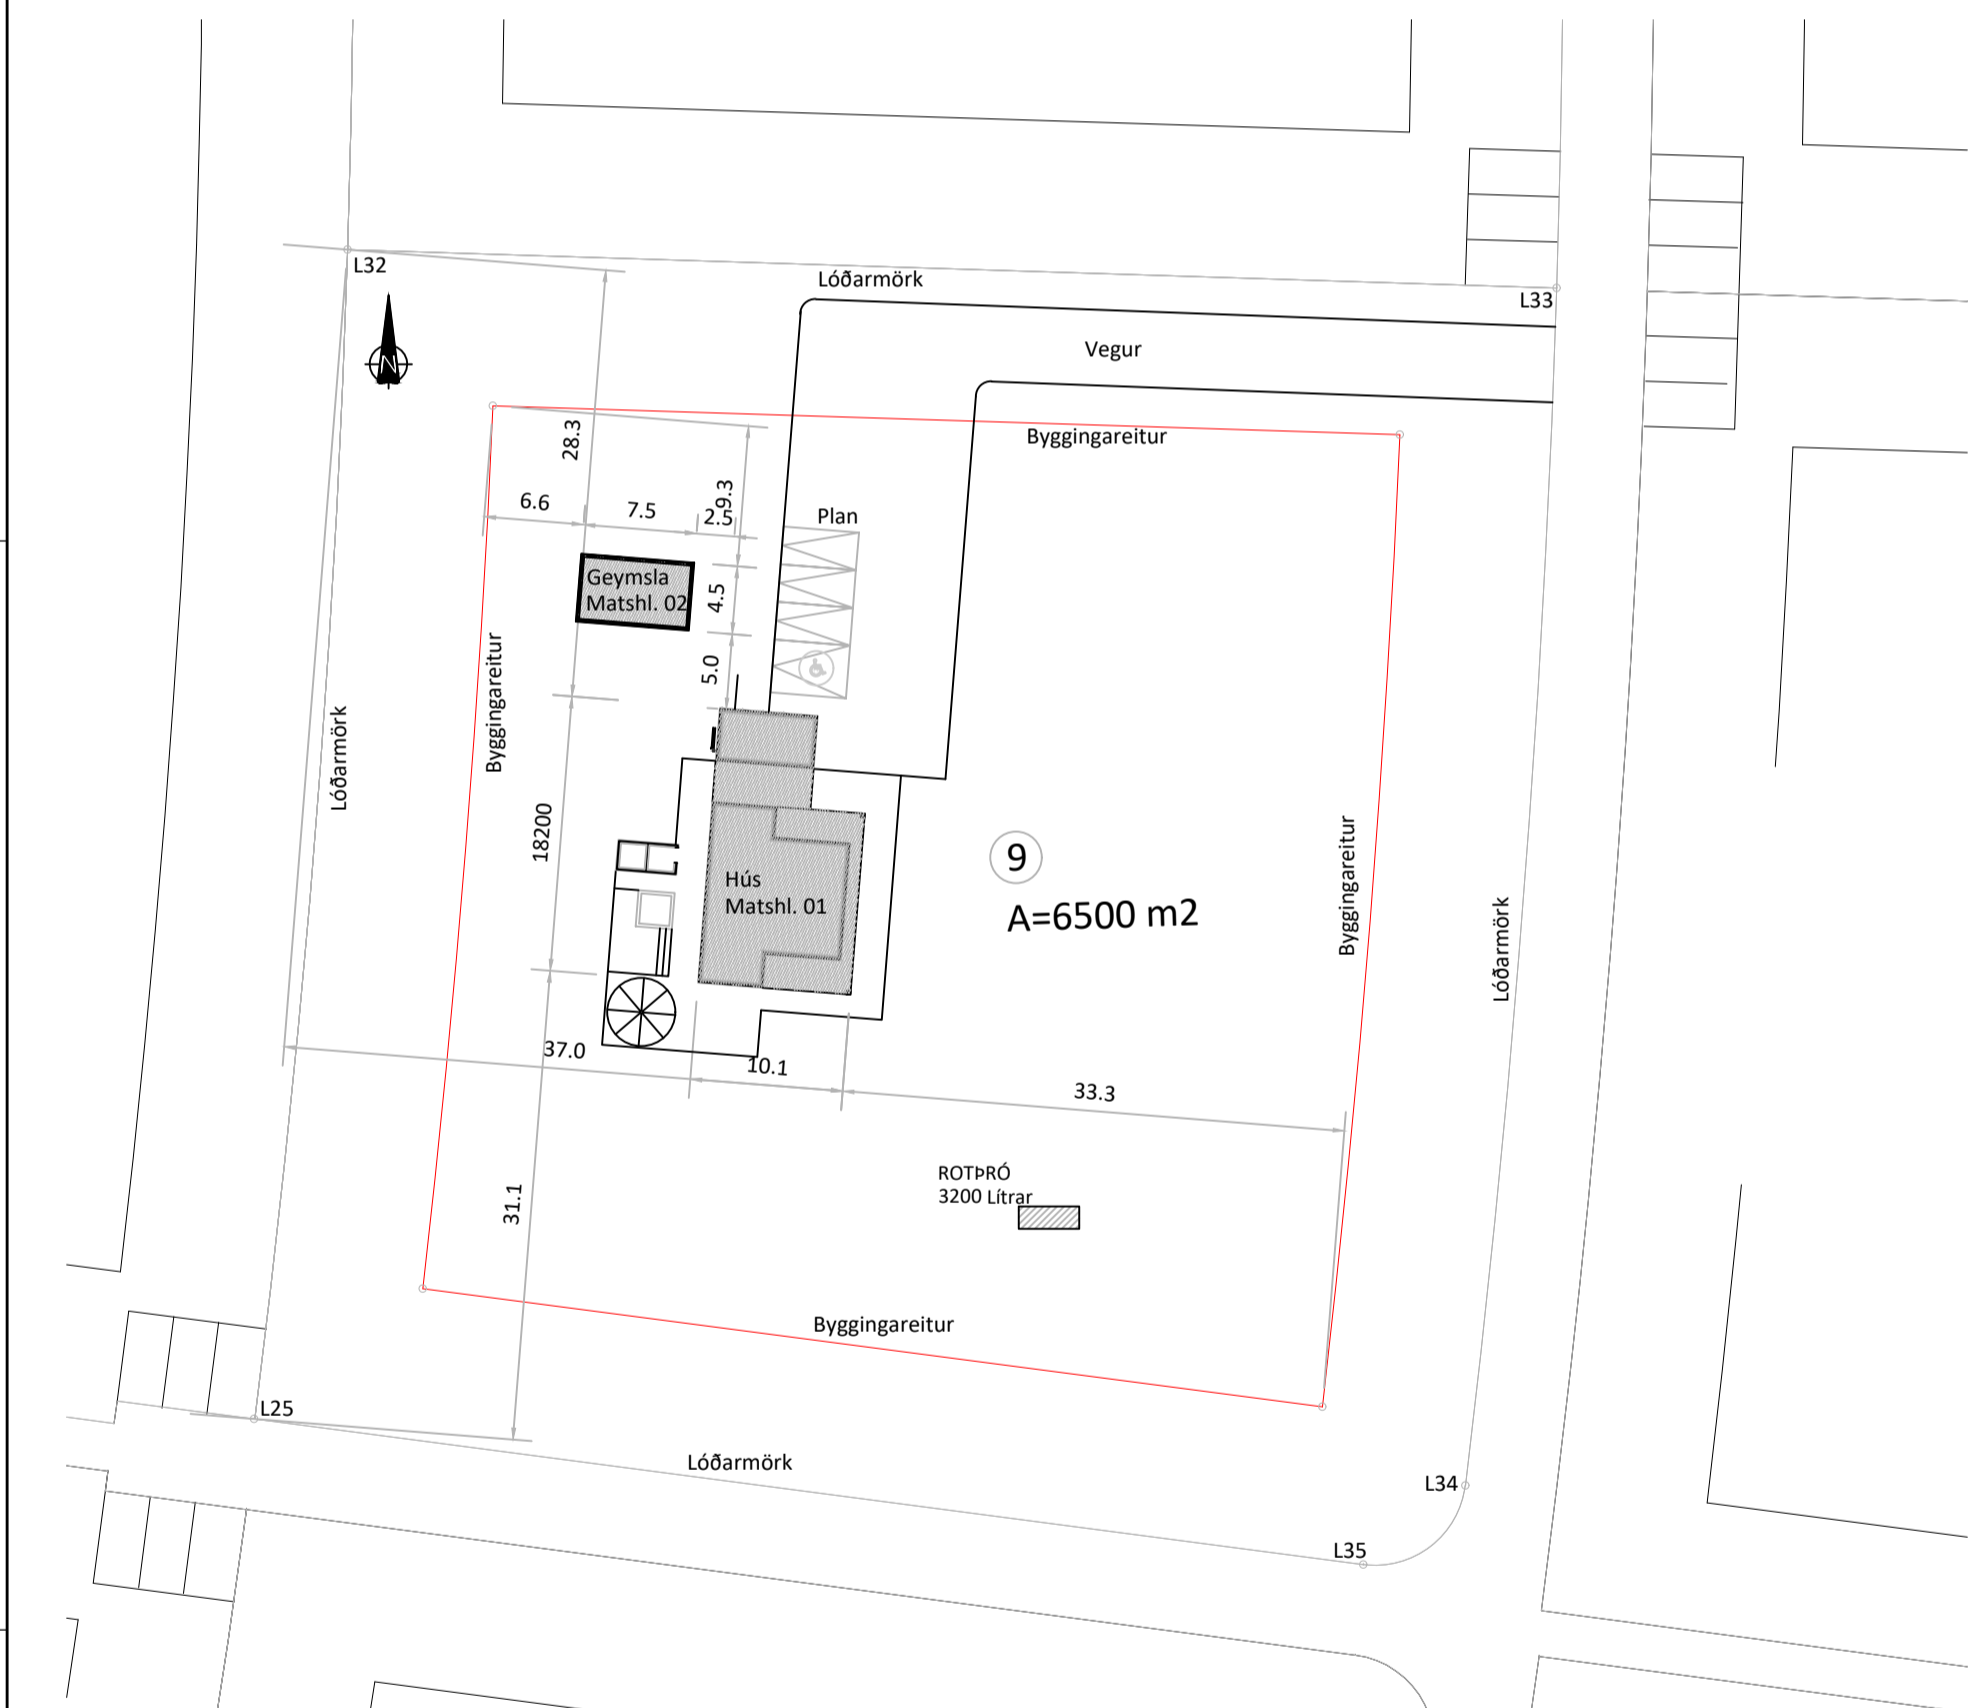 L32
Lóðarmörk
L33
N
Vegur
28.3
Byggingareitur
6.6
7.5
2.5
9.3
Plan
Geymsla
Matshl. 02
4.5
5.0
Byggingareitur
Lóðarmörk
18200
Hús
Matshl. 01
9
A=6500 m2
Byggingareitur
Lóðarmörk
37.0
10.1
33.3
ROTÞRÓ
3200 Lítrar
31.1
Byggingareitur
L25
Lóðarmörk
L34
L35